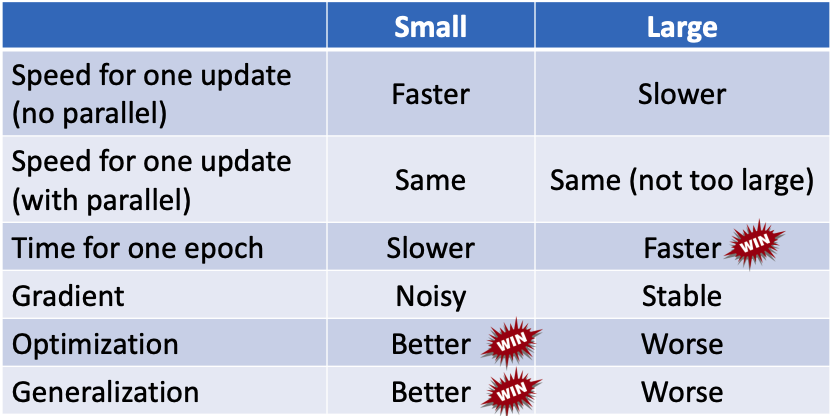 Small Large
Speed for one update
(no parallel)
Faster Slower
Speed for one update
(with parallel)
Same Same (not too large)
Time for one epoch Slower Faster WIN
Gradient Noisy Stable
Optimization Better WIN Worse
Generalization Better WIN Worse